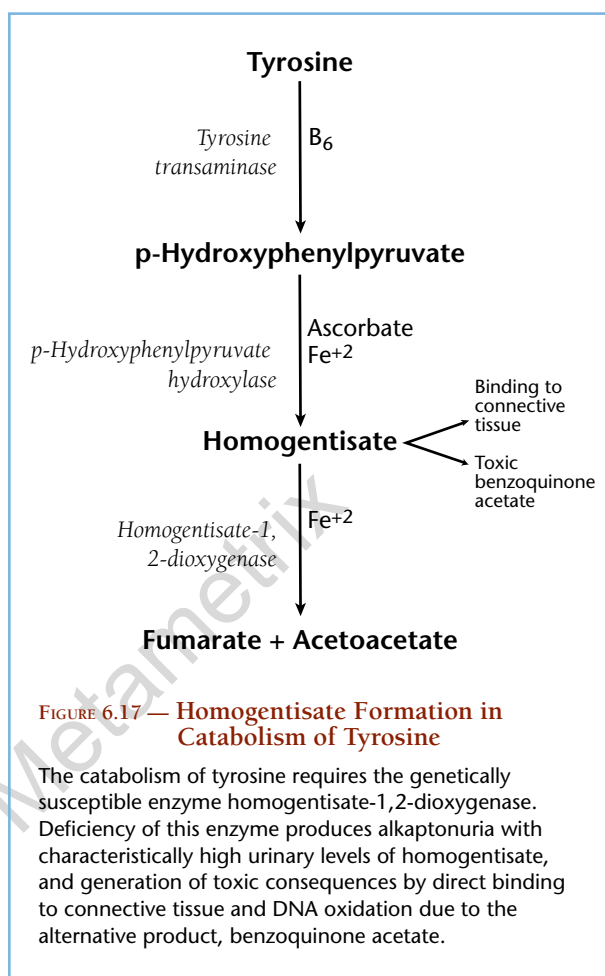 Tyrosine
Tyrosine
transaminase
B6
p-Hydroxyphenylpyruvate
p-Hydroxyphenylpyruvate
hydroxylase
Ascorbate
Fe+2
Homogentisate
Binding to
connective
tissue
Toxic
benzoquinone
acetate
Homogentisate-1,
2-dioxygenase
Fe+2
Fumarate + Acetoacetate
Metametrix
FIGURE 6.17 — Homogentisate Formation in
Catabolism of Tyrosine
The catabolism of tyrosine requires the genetically
susceptible enzyme homogentisate-1,2-dioxygenase.
Deficiency of this enzyme produces alkaptonuria with
characteristically high urinary levels of homogentisate,
and generation of toxic consequences by direct binding
to connective tissue and DNA oxidation due to the
alternative product, benzoquinone acetate.